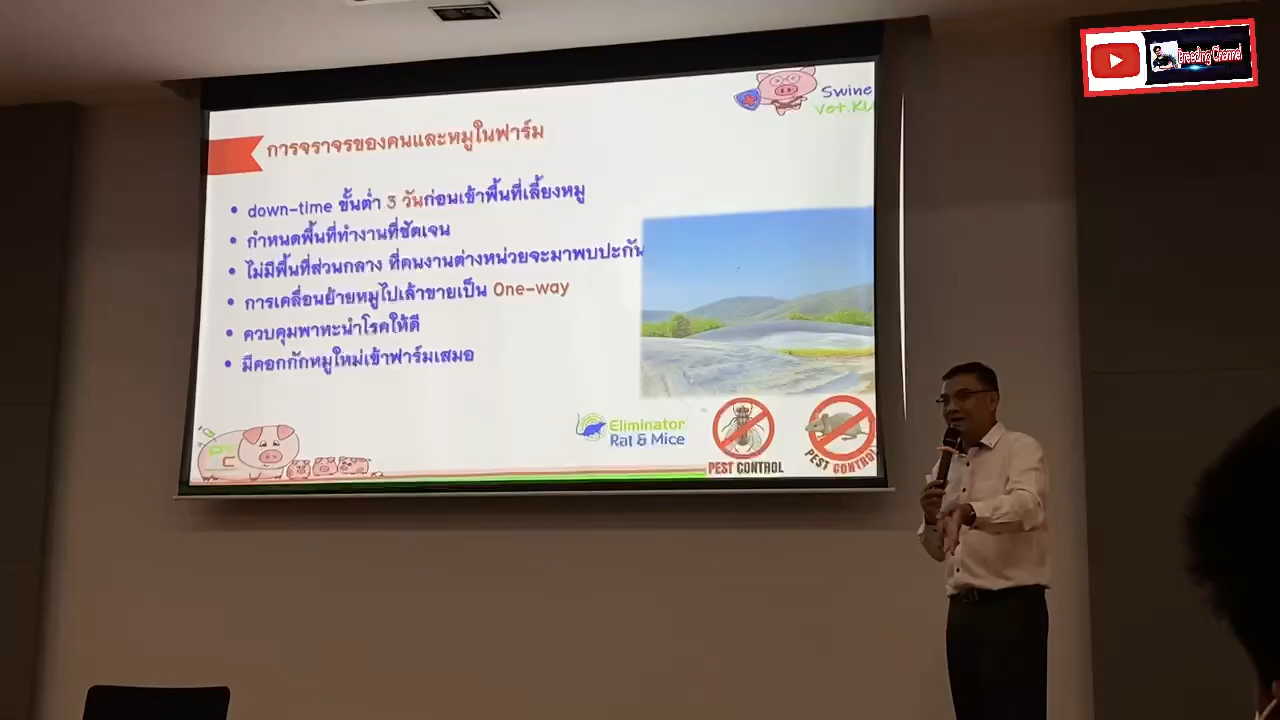 Breeding Channel
Swine
Vet.KU
การจราจรของคนและหมูในฟาร์ม
• down-time ขั้นต่ำ 3 วันก่อนเข้าพื้นที่เลี้ยงหมู
• กำหนดพื้นที่ทำงานที่ชัดเจน
• ไม่มีพื้นที่ส่วนกลาง ที่คนงานต่างหน่วยจะมาพบปะกัน
• การเคลื่อนย้ายหมูไปเล้าขายเป็น One-way
• ควบคุมพาหะนำโรคให้ดี
• มีคอกกักหมูใหม่เข้าฟาร์มเสมอ
Eliminator
Rat & Mice
PEST CONTROL
PEST CONTROL